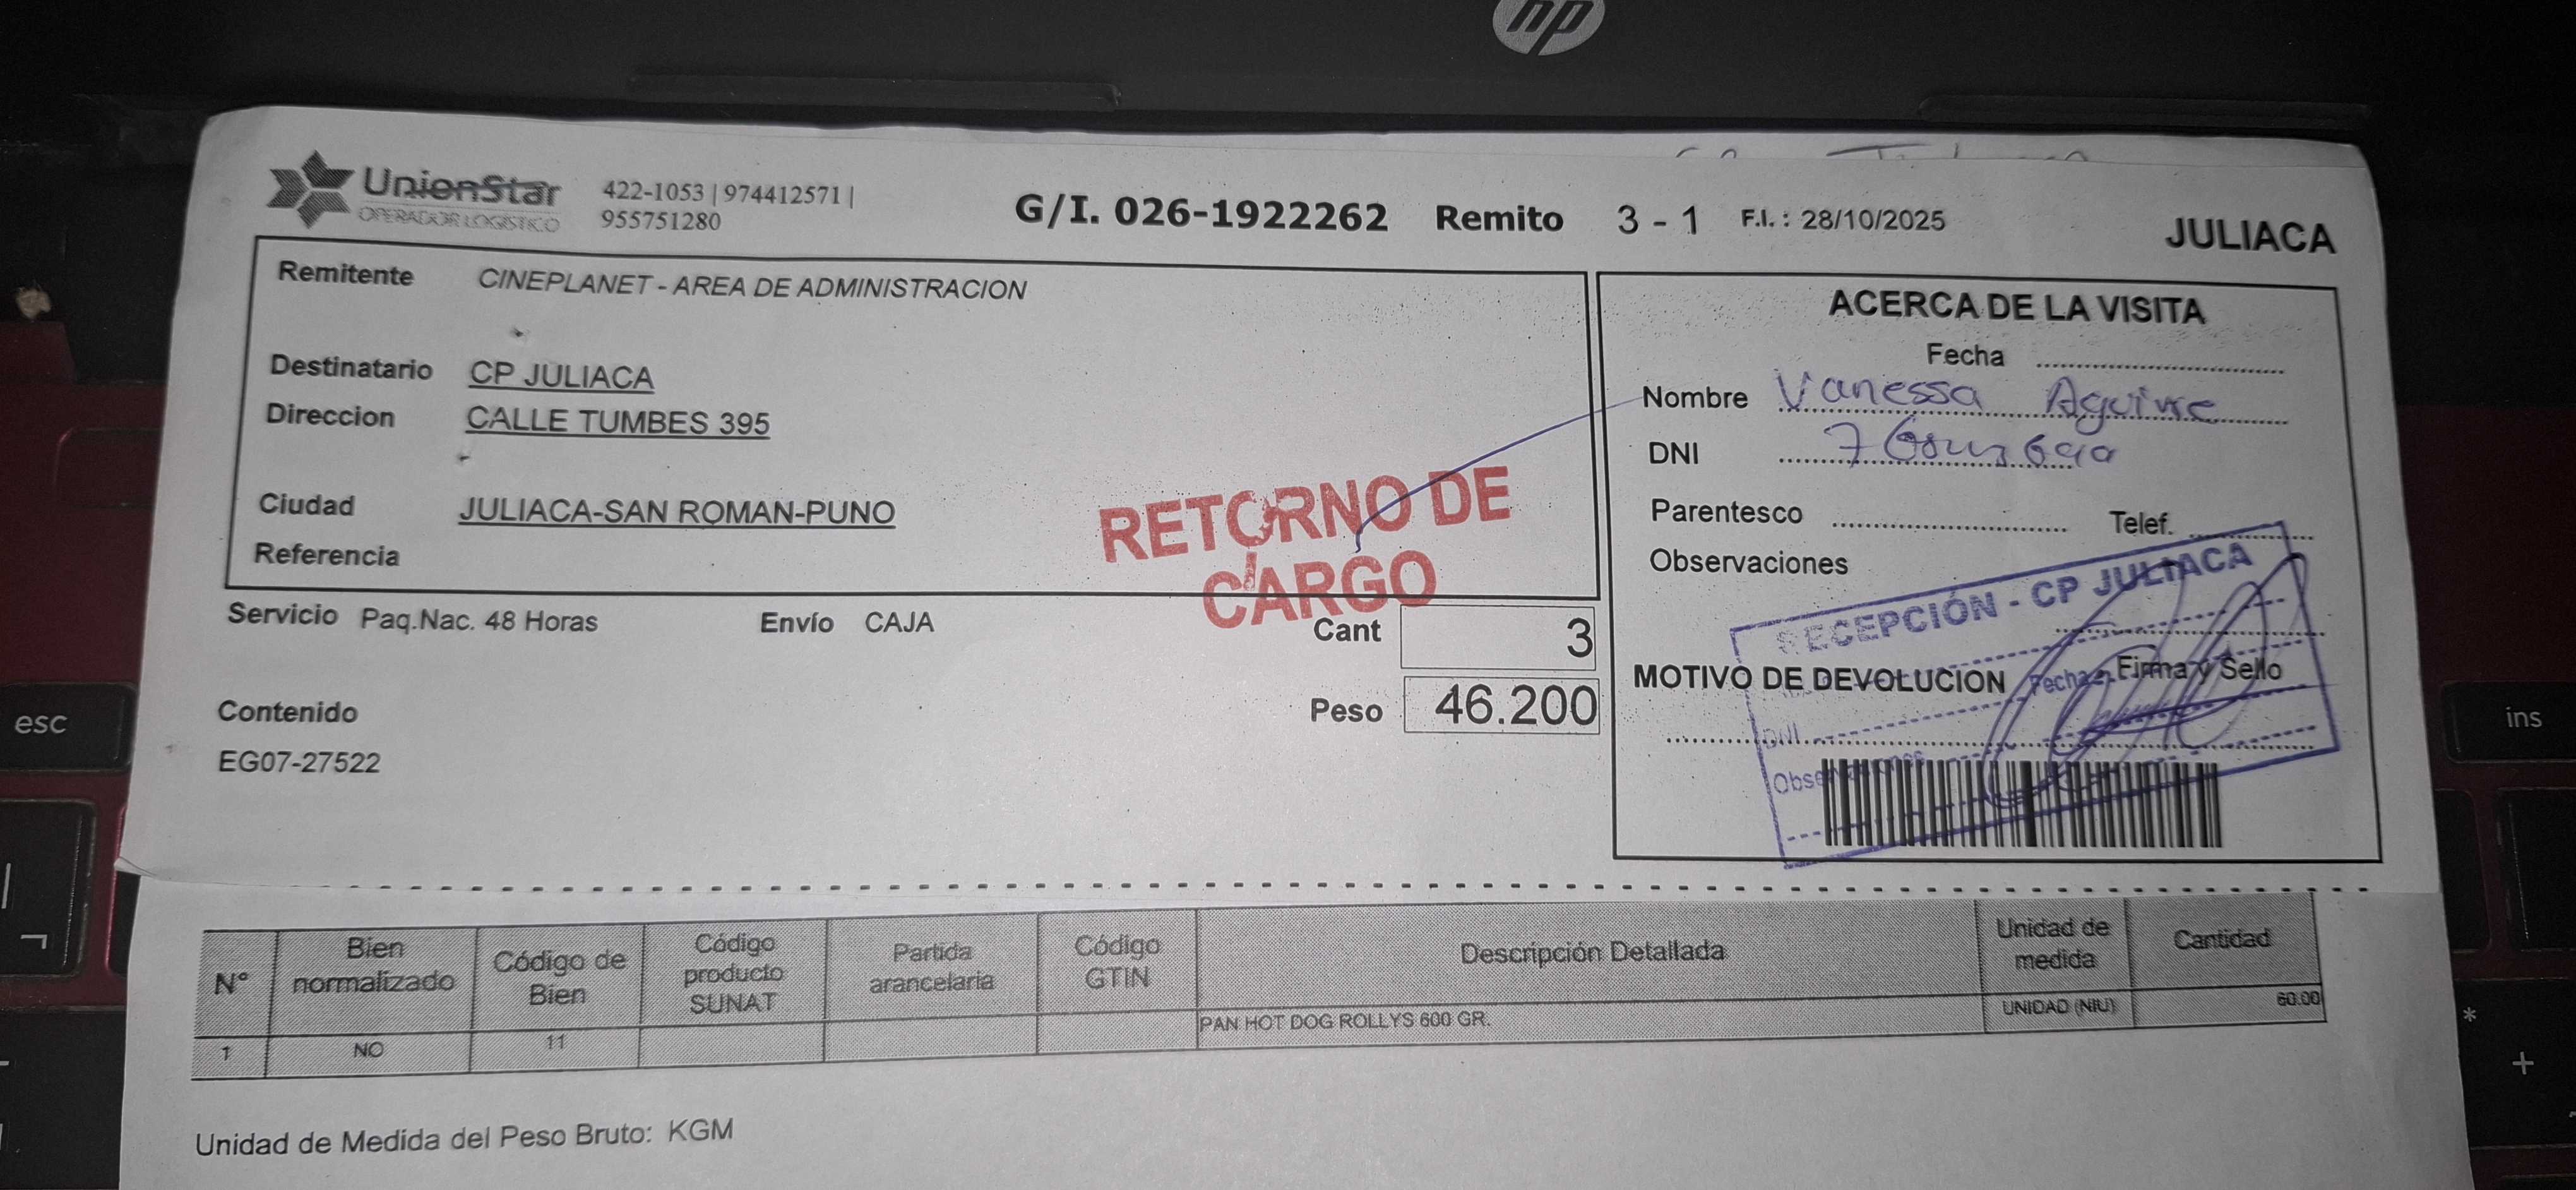 hp
UnionStar
OPERADOR LOGÍSTICO
422-1053 | 974412571 |
955751280
G/I. 026-1922262 Remito 3 - 1 F.I. : 28/10/2025
JULIACA
Remitente CINEPLANET - AREA DE ADMINISTRACION
Destinatario CP JULIACA
Direccion CALLE TUMBES 395
Ciudad JULIACA-SAN ROMAN-PUNO
Referencia
RETORNO DE
CARGO
Servicio Paq.Nac. 48 Horas Envío CAJA
Cant 3
Peso 46.200
Contenido
EG07-27522
ACERCA DE LA VISITA
Fecha
Nombre Vanessa Aguirre
DNI
Parentesco Telef.
Observaciones
RECEPCIÓN - CP JULIACA
Firma y Sello
MOTIVO DE DEVOLUCION
Fecha
DNI
Observaciones
N° Bien normalizado Código de Bien Código producto SUNAT Partida arancelaria Código GTIN Descripción Detallada Unidad de medida Cantidad
1 NO 11 PAN HOT DOG ROLLYS 600 GR. UNIDAD (NIU) 60.00
Unidad de Medida del Peso Bruto: KGM
esc
ins
*
+